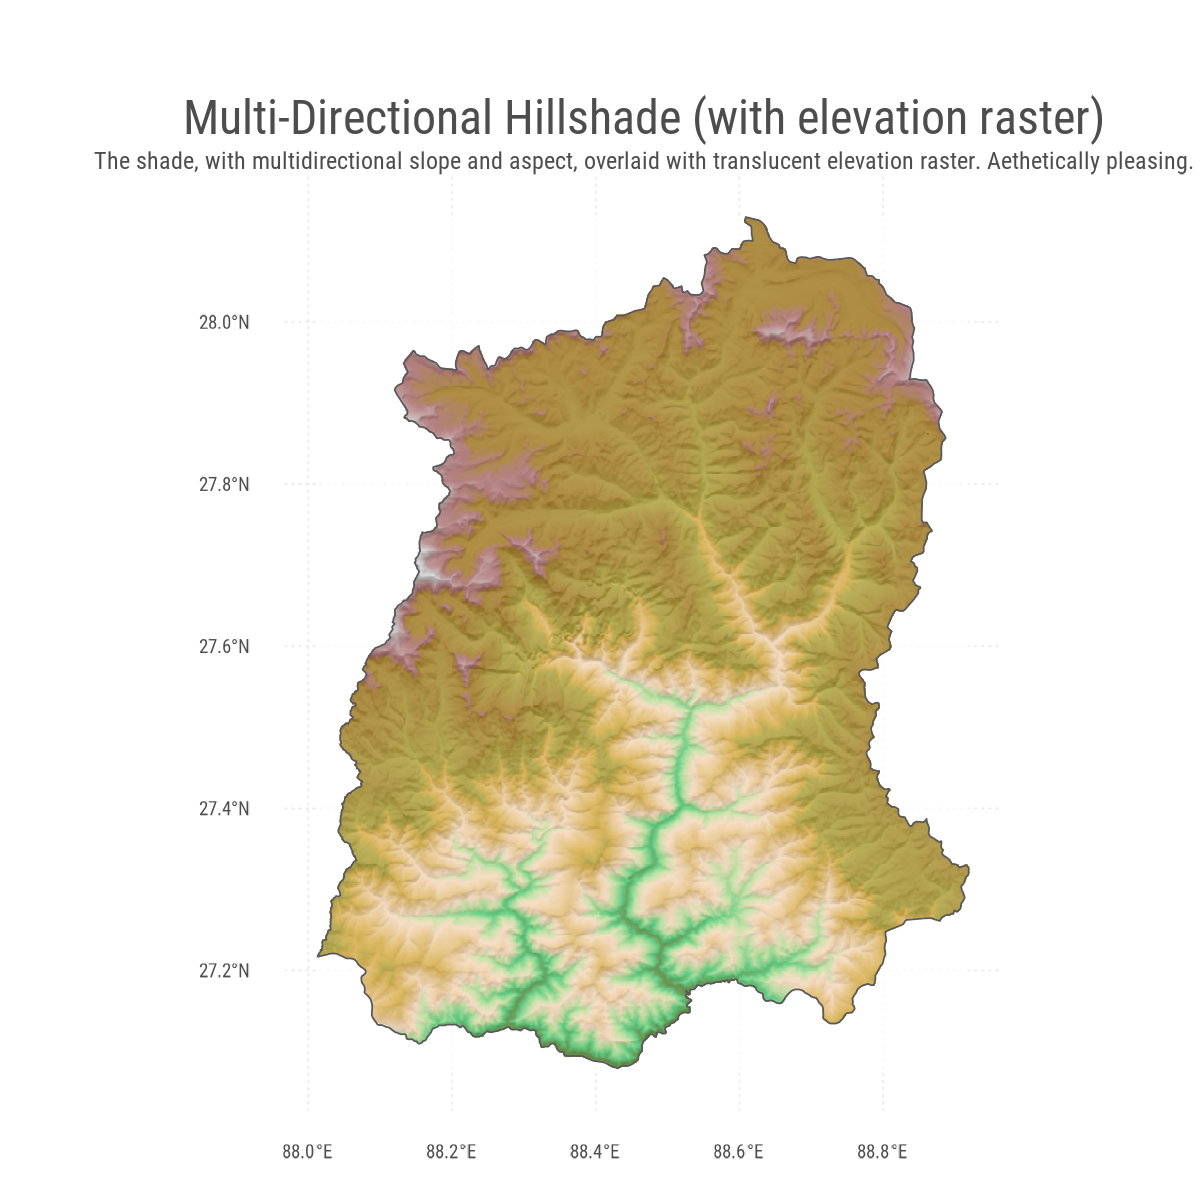 Multi-Directional Hillshade (with elevation raster)
The shade, with multidirectional slope and aspect, overlaid with translucent elevation raster. Aethetically pleasing.
28.0°N
27.8°N
27.6°N
27.4°N
27.2°N
88.0°E 88.2°E 88.4°E 88.6°E 88.8°E